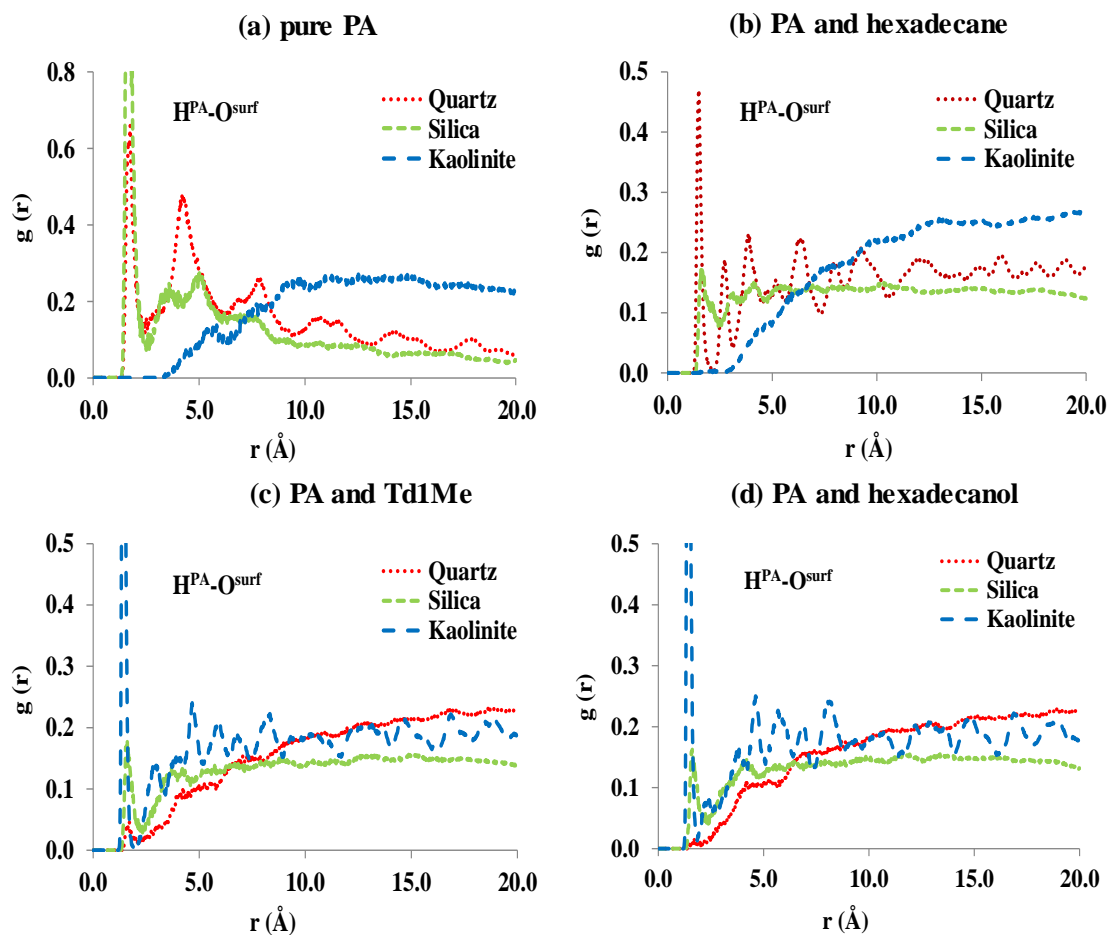 (a) pure PA
0.8
0.6
0.4
0.2
0.0
g (r)
H^PA-O^surf
Quartz
Silica
Kaolinite
0.0 5.0 10.0 15.0 20.0
r (Å)
(b) PA and hexadecane
0.5
0.4
0.3
0.2
0.1
0.0
g (r)
H^PA-O^surf
Quartz
Silica
Kaolinite
0.0 5.0 10.0 15.0 20.0
r (Å)
(c) PA and Td1Me
0.5
0.4
0.3
0.2
0.1
0.0
g (r)
H^PA-O^surf
Quartz
Silica
Kaolinite
0.0 5.0 10.0 15.0 20.0
r (Å)
(d) PA and hexadecanol
0.5
0.4
0.3
0.2
0.1
0.0
g (r)
H^PA-O^surf
Quartz
Silica
Kaolinite
0.0 5.0 10.0 15.0 20.0
r (Å)